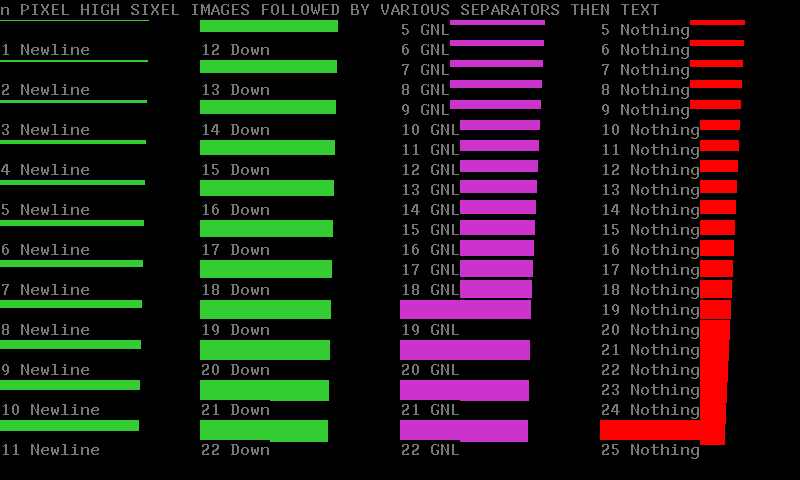 n PIXEL HIGH SIXEL IMAGES FOLLOWED BY VARIOUS SEPARATORS THEN TEXT
5 GNL 5 Nothing
1 Newline 12 Down 6 GNL 6 Nothing
7 GNL 7 Nothing
2 Newline 13 Down 8 GNL 8 Nothing
9 GNL 9 Nothing
3 Newline 14 Down 10 GNL 10 Nothing
11 GNL 11 Nothing
4 Newline 15 Down 12 GNL 12 Nothing
13 GNL 13 Nothing
5 Newline 16 Down 14 GNL 14 Nothing
15 GNL 15 Nothing
6 Newline 17 Down 16 GNL 16 Nothing
17 GNL 17 Nothing
7 Newline 18 Down 18 GNL 18 Nothing
19 Nothing
8 Newline 19 Down 19 GNL 20 Nothing
21 Nothing
9 Newline 20 Down 20 GNL 22 Nothing
23 Nothing
10 Newline 21 Down 21 GNL 24 Nothing
11 Newline 22 Down 22 GNL 25 Nothing